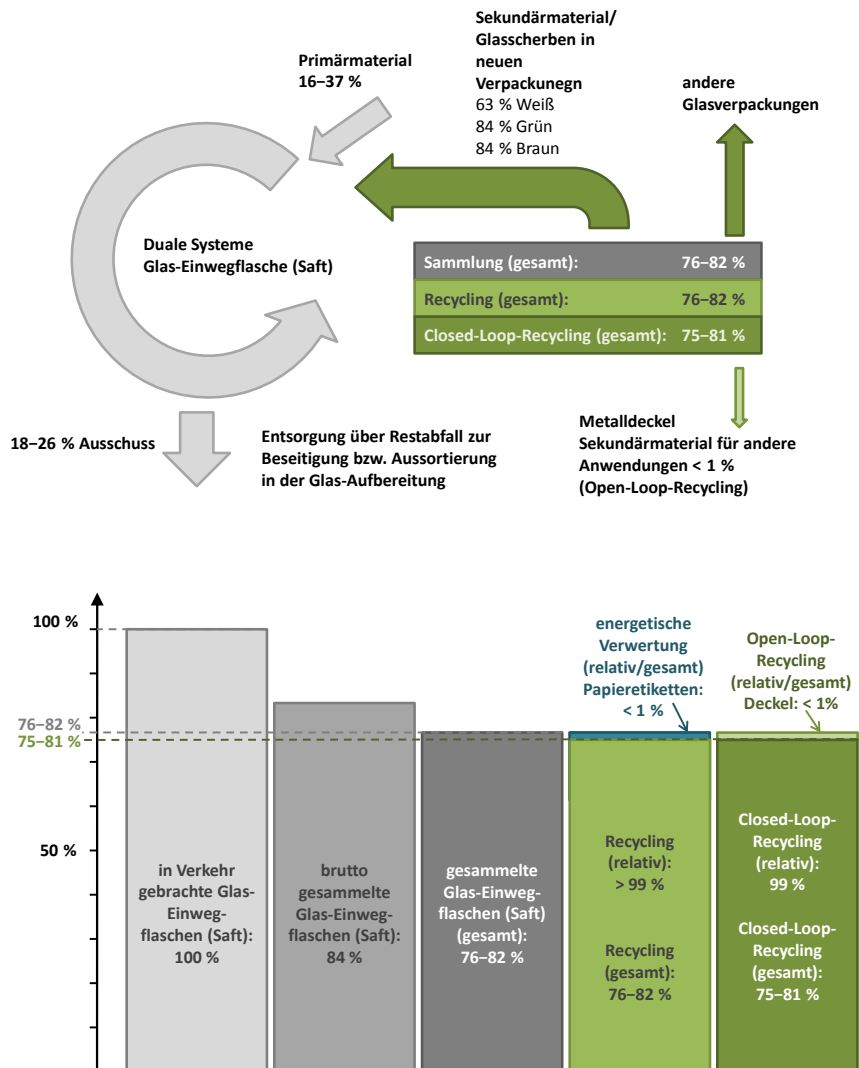 Sekundärmaterial/
Glasscherben in
neuen
Verpackunegn
63 % Weiß
84 % Grün
84 % Braun
Primärmaterial
16–37 %
andere
Glasverpackungen
Duale Systeme
Glas-Einwegflasche (Saft)
Sammlung (gesamt): 76–82 %
Recycling (gesamt): 76–82 %
Closed-Loop-Recycling (gesamt): 75–81 %
18–26 % Ausschuss
Entsorgung über Restabfall zur
Beseitigung bzw. Aussortierung
in der Glas-Aufbereitung
Metalldeckel
Sekundärmaterial für andere
Anwendungen < 1 %
(Open-Loop-Recycling)
100 %
76–82 %
75–81 %
50 %
energetische
Verwertung
(relativ/gesamt)
Papieretiketten:
< 1 %
Open-Loop-
Recycling
(relativ/gesamt)
Deckel: < 1%
in Verkehr
gebrachte Glas-
Einweg-
flaschen (Saft):
100 %
brutto
gesammelte
Glas-Einweg-
flaschen (Saft):
84 %
gesammelte
Glas-Einweg-
flaschen (Saft)
(gesamt):
76–82 %
Recycling
(relativ):
> 99 %
Recycling
(gesamt):
76–82 %
Closed-Loop-
Recycling
(relativ):
99 %
Closed-Loop-
Recycling
(gesamt):
75–81 %